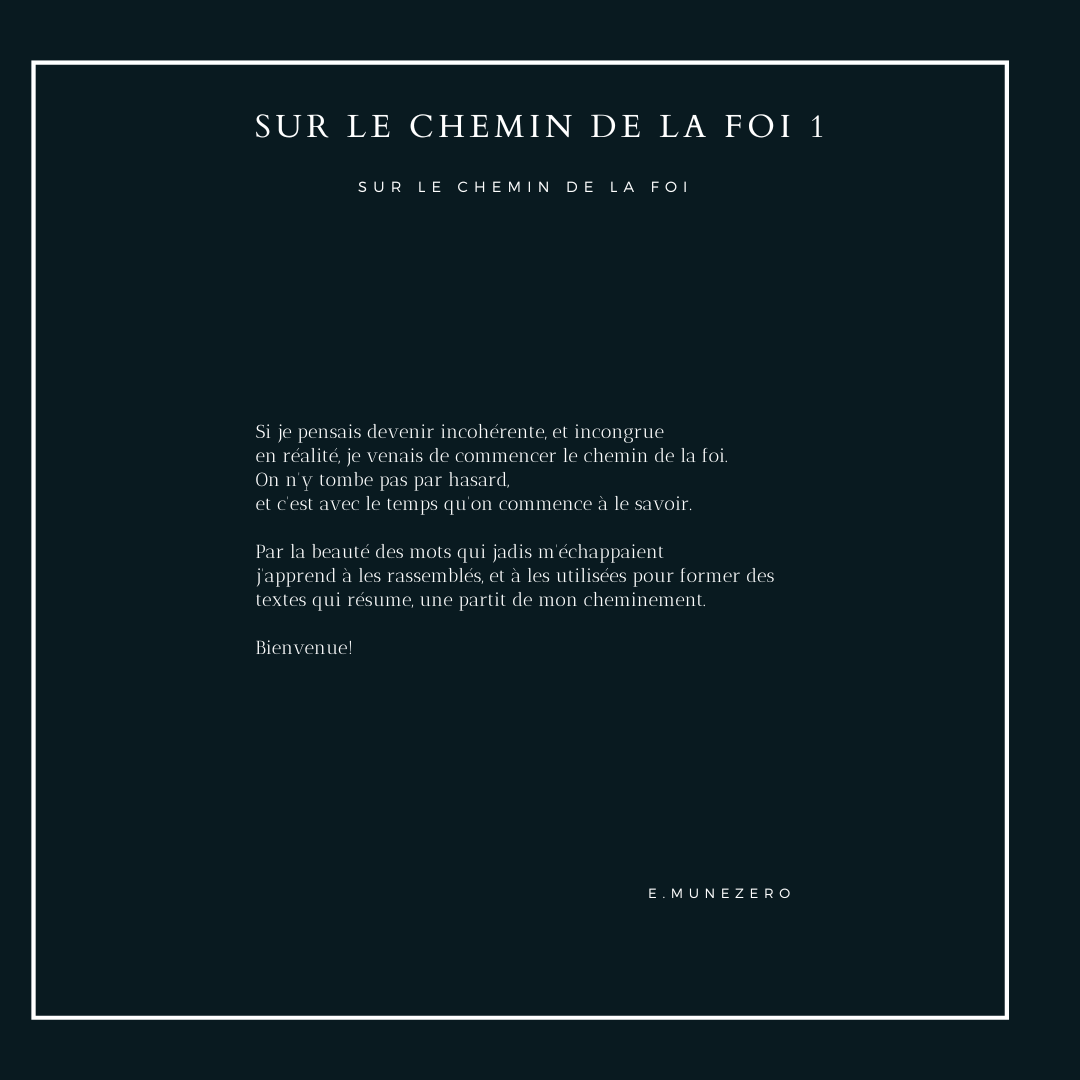 SUR LE CHEMIN DE LA FOI 1
SUR LE CHEMIN DE LA FOI
Si je pensais devenir incohérente, et incongrue
en réalité, je venais de commencer le chemin de la foi.
On n'y tombe pas par hasard,
et c'est avec le temps qu'on commence à le savoir.
Par la beauté des mots qui jadis m'échappaient
j'apprend à les rassemblés, et à les utilisées pour former des
textes qui résume, une partit de mon cheminement.
Bienvenue!
E.MUNEZERO